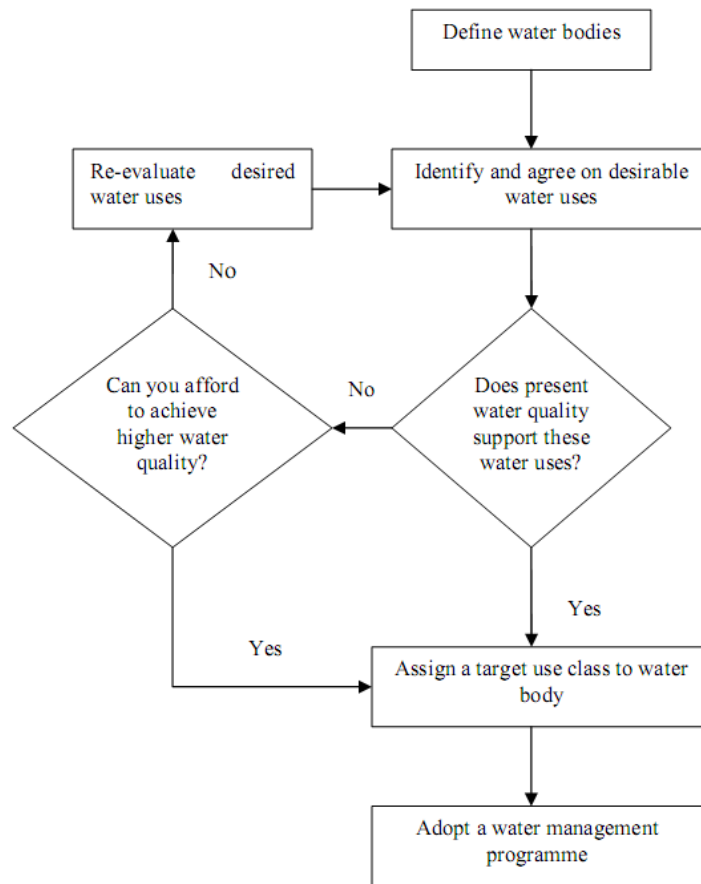 Define water bodies
Re-evaluate desired
water uses
Identify and agree on desirable
water uses
No
Can you afford
to achieve
higher water
quality?
No
Does present
water quality
support these
water uses?
Yes
Yes
Assign a target use class to water
body
Adopt a water management
programme